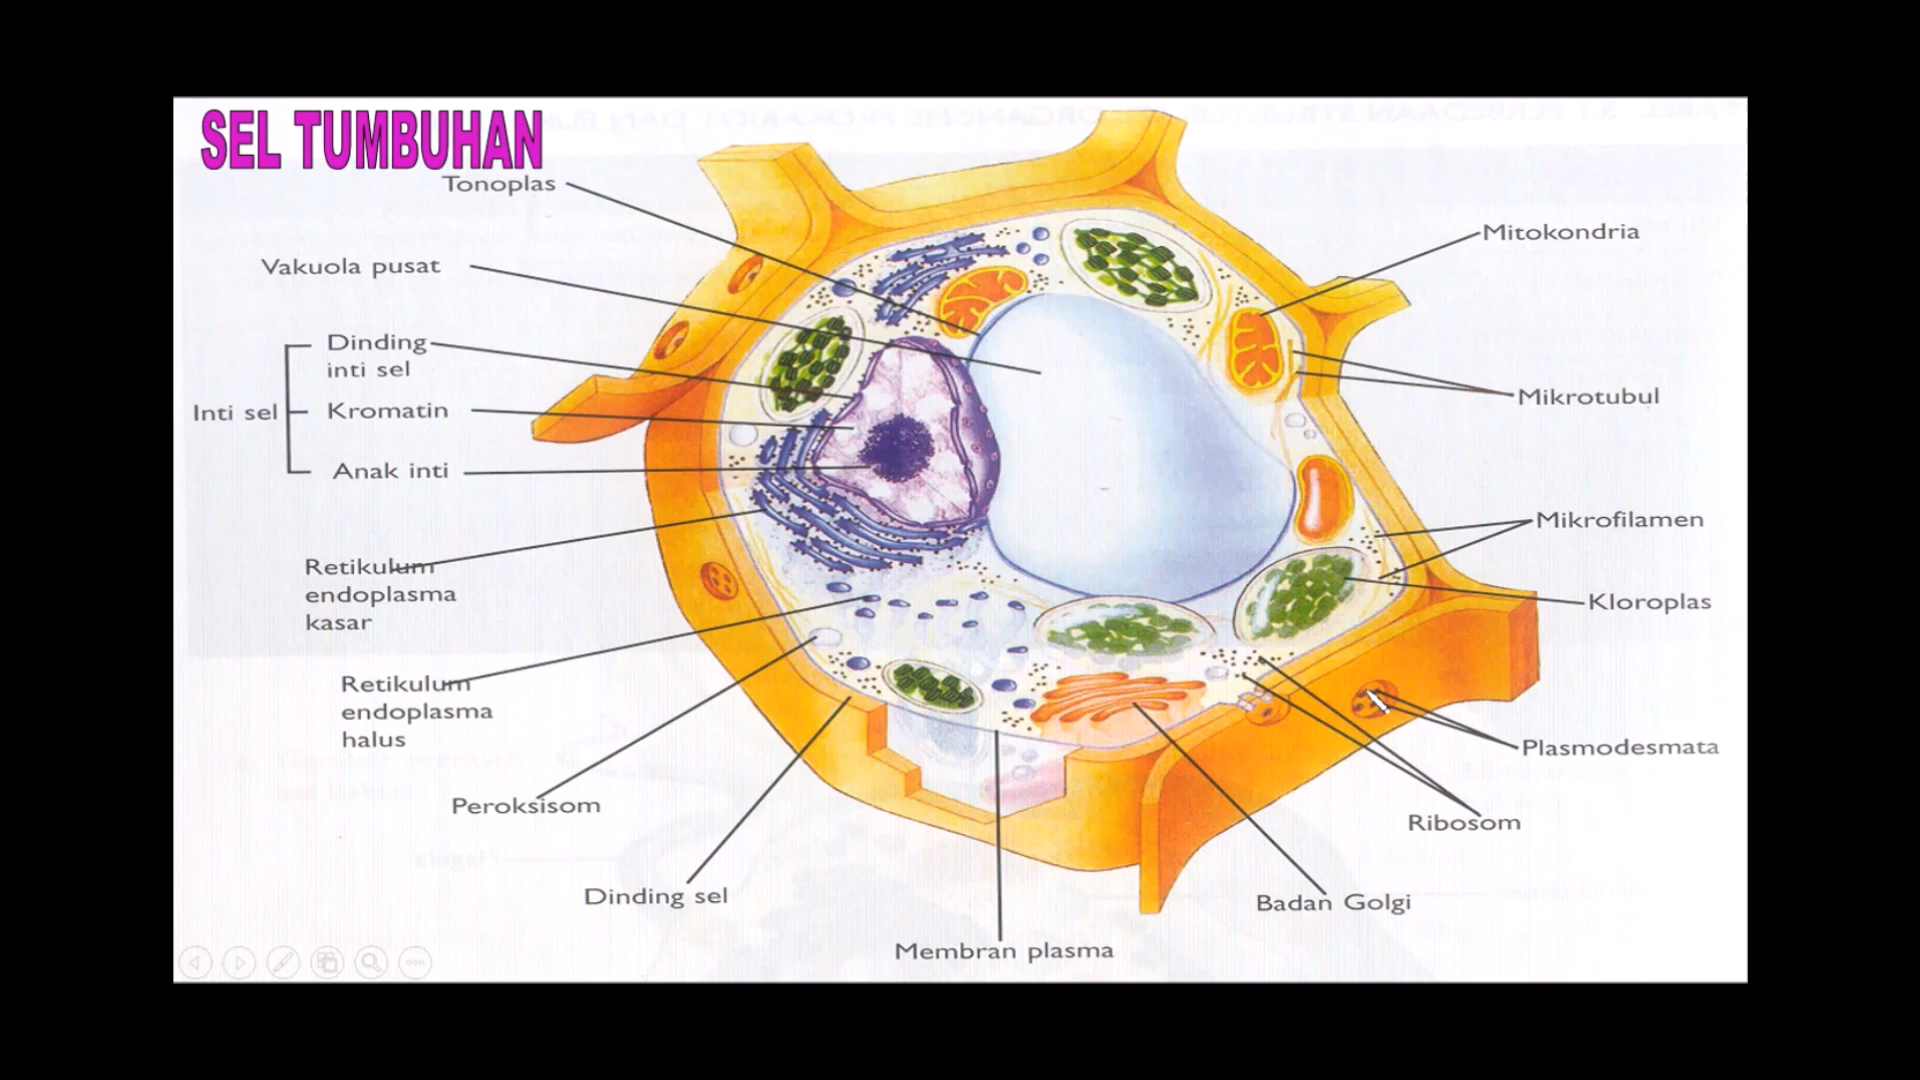 SEL TUMBUHAN
Tonoplas
Vakuola pusat
Dinding
inti sel
Inti sel
Kromatin
Anak inti
Retikulum
endoplasma
kasar
Retikulum
endoplasma
halus
Peroksisom
Dinding sel
Membran plasma
Badan Golgi
Ribosom
Plasmodesmata
Kloroplas
Mikrofilamen
Mikrotubul
Mitokondria